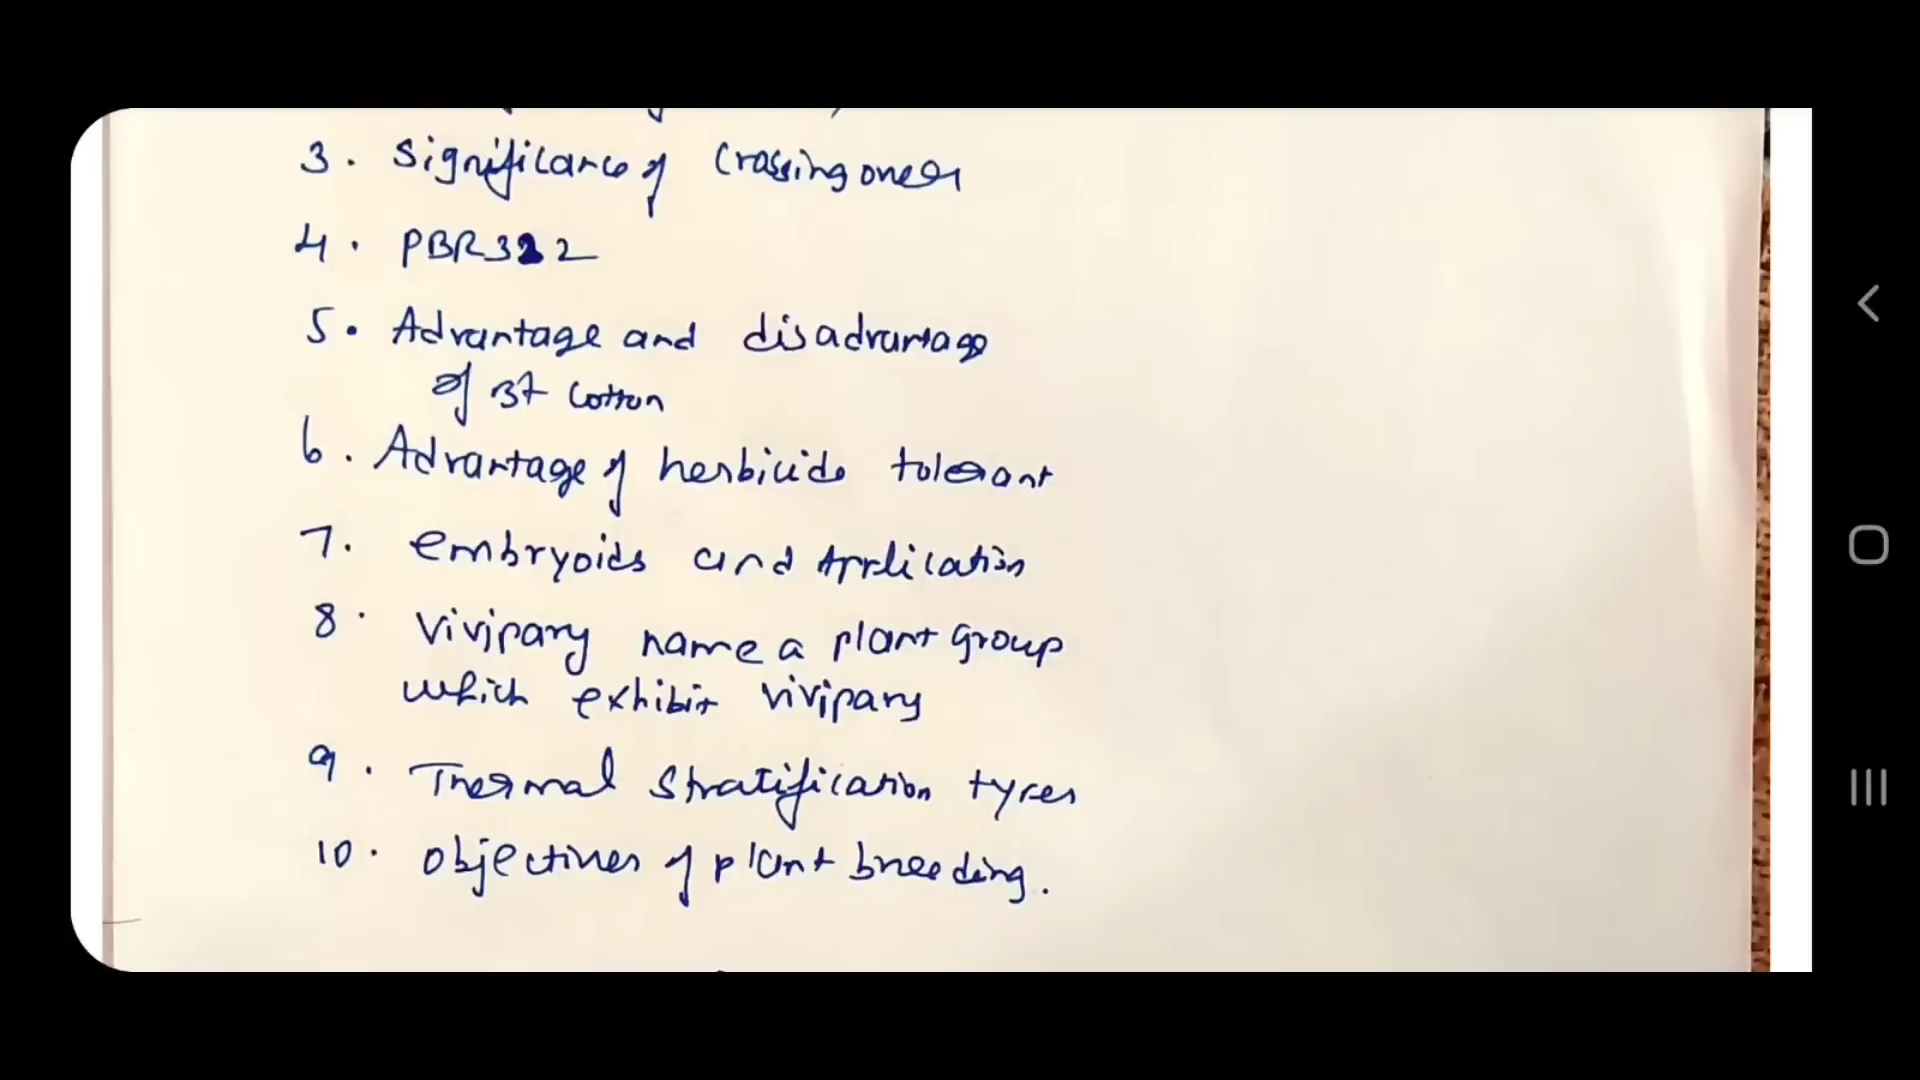 3. Significance of Crossing over
4. PBR322
5. Advantage and disadvantage
of Bt Cotton
6. Advantage of herbicide tolerant
7. embryoids and Application
8. Vivipary name a plant group
which exhibit vivipary
9. Thermal Stratification types
10. Objectives of plant breeding.